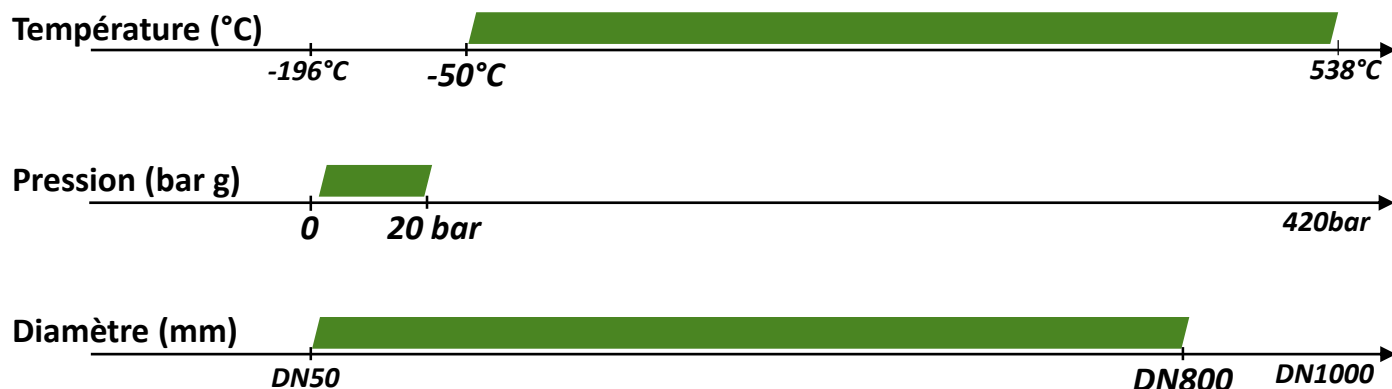 Température (°C)
-196°C
-50°C
538°C
Pression (bar g)
0
20 bar
420bar
Diamètre (mm)
DN50
DN800
DN1000